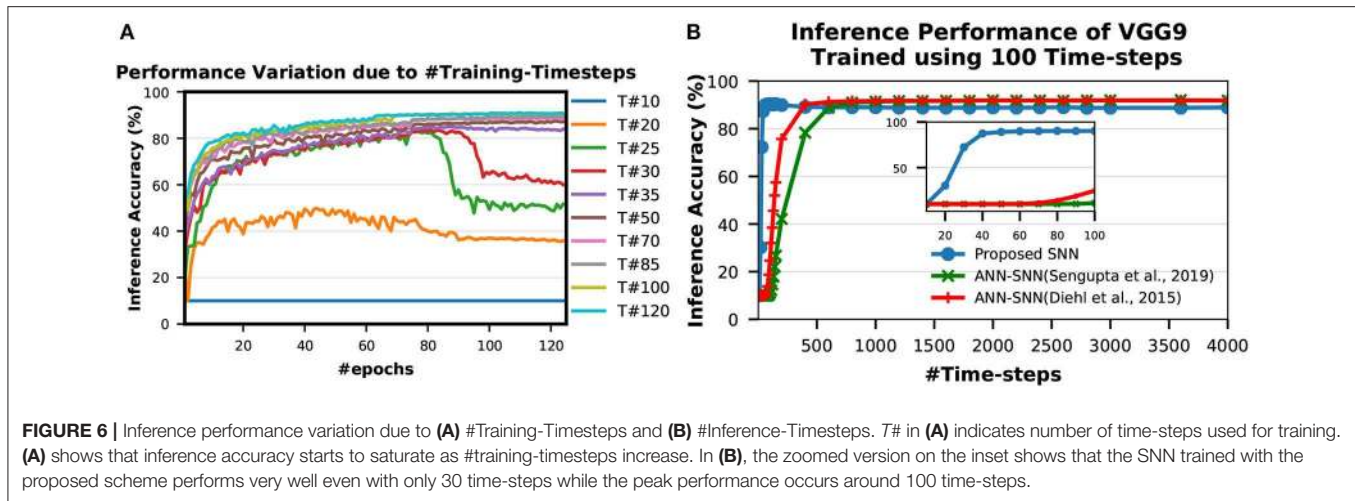 A
Performance Variation due to #Training-Timesteps
Inference Accuracy (%)
100
80
60
40
20
0
20
40
60
80
100
120
#epochs
T#10
T#20
T#25
T#30
T#35
T#50
T#70
T#85
T#100
T#120
B
Inference Performance of VGG9
Trained using 100 Time-steps
Inference Accuracy (%)
100
80
60
40
20
0
500
1000
1500
2000
2500
3000
3500
4000
#Time-steps
100
50
20
40
60
80
100
Proposed SNN
ANN-SNN(Sengupta et al., 2019)
ANN-SNN(Diehl et al., 2015)
FIGURE 6 | Inference performance variation due to (A) #Training-Timesteps and (B) #Inference-Timesteps. T# in (A) indicates number of time-steps used for training.
(A) shows that inference accuracy starts to saturate as #training-timesteps increase. In (B), the zoomed version on the inset shows that the SNN trained with the
proposed scheme performs very well even with only 30 time-steps while the peak performance occurs around 100 time-steps.